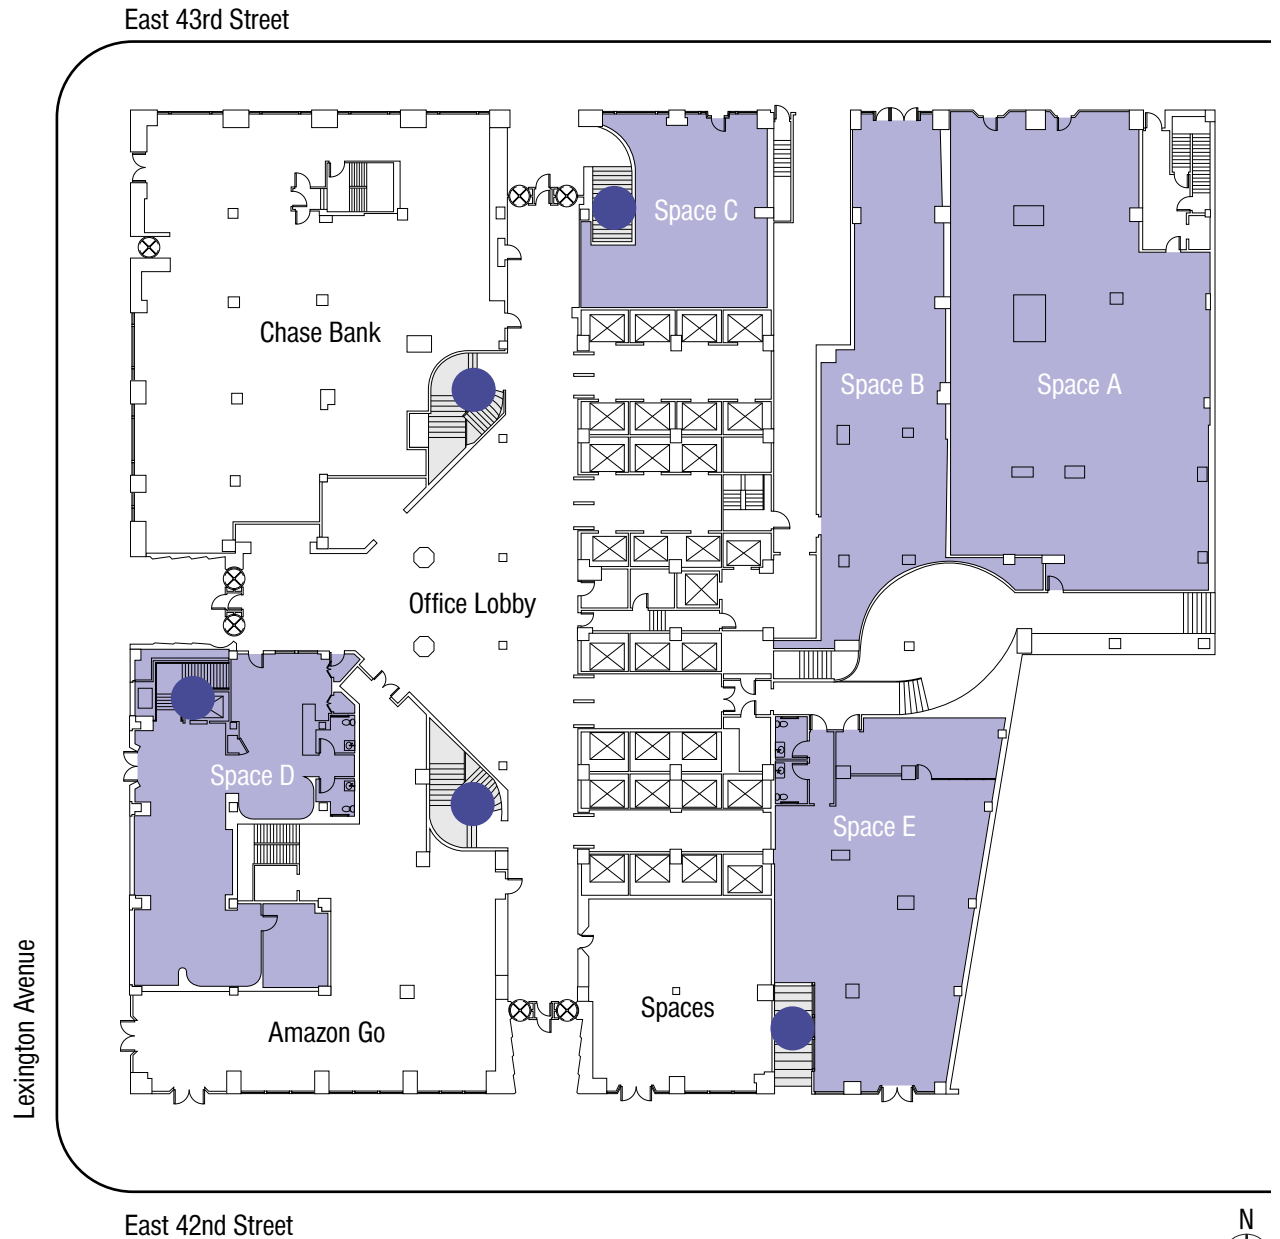 East 43rd Street
Space C
Chase Bank
Space B
Space A
Office Lobby
Space D
Space E
Lexington Avenue
Spaces
Amazon Go
East 42nd Street
N